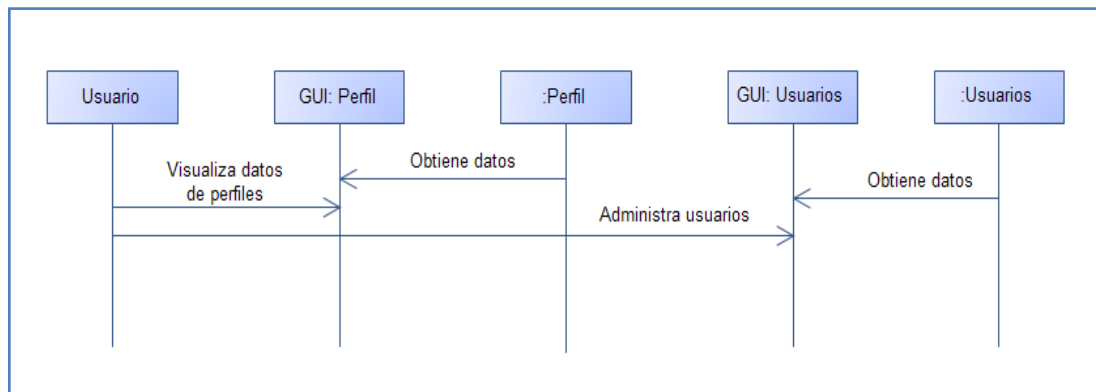 Usuario
GUI: Perfil
:Perfil
GUI: Usuarios
:Usuarios
Obtiene datos
Visualiza datos
de perfiles
Obtiene datos
Administra usuarios